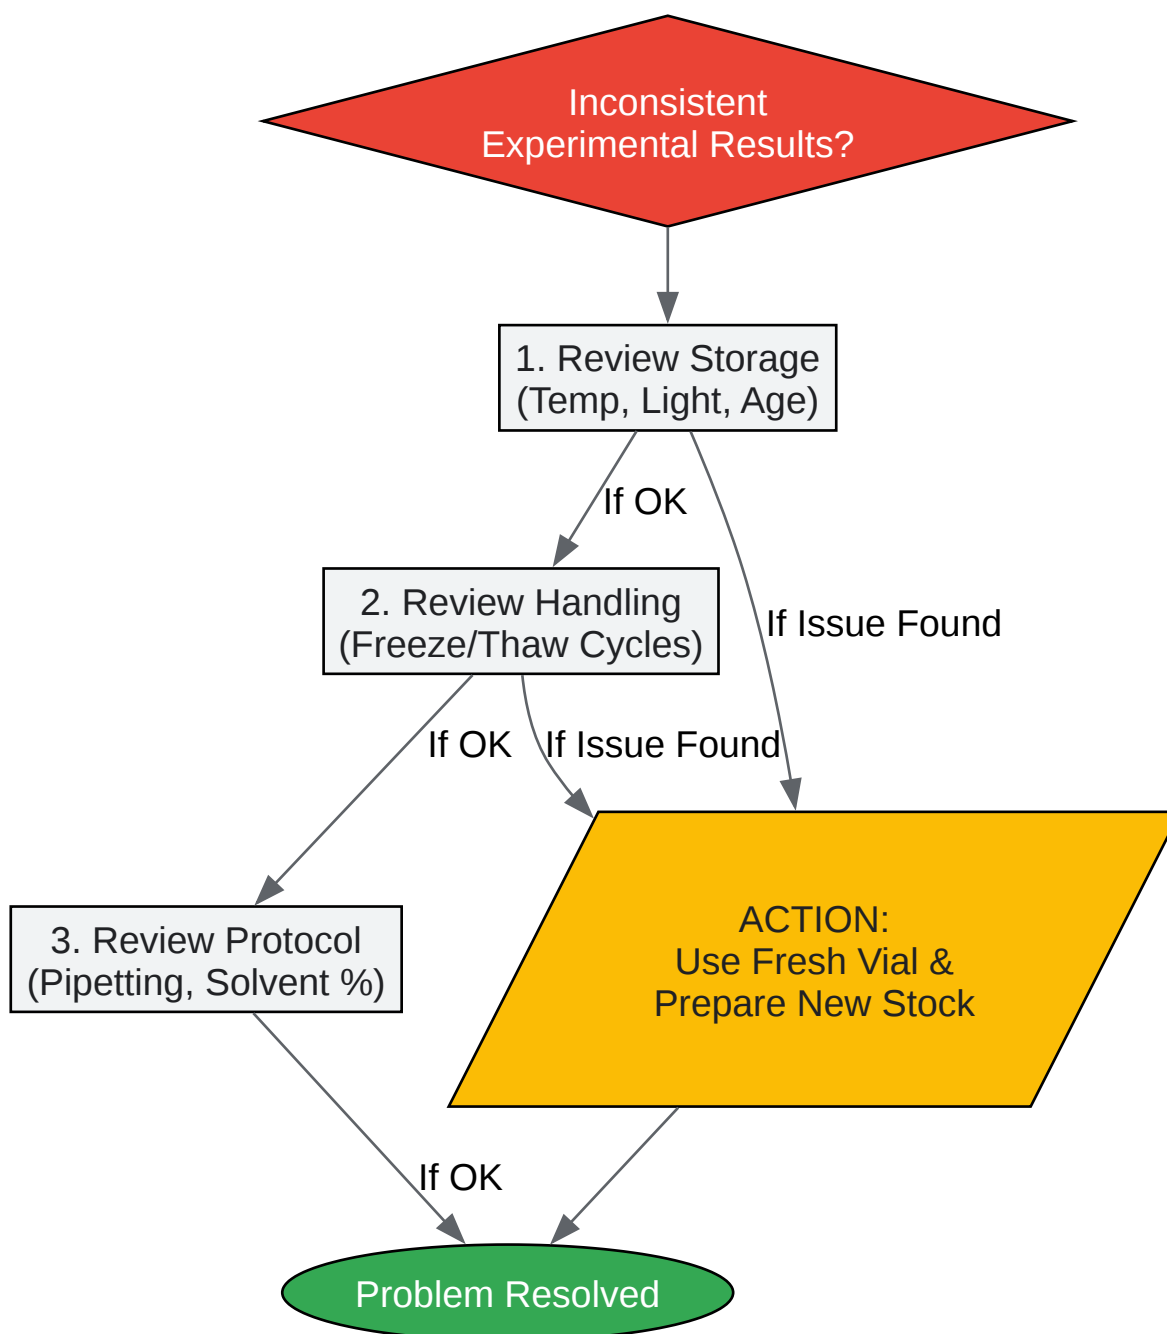 Inconsistent
Experimental Results?
1. Review Storage
(Temp, Light, Age)
If OK
2. Review Handling
(Freeze/Thaw Cycles)
If Issue Found
If OK
If Issue Found
3. Review Protocol
(Pipetting, Solvent %)
ACTION:
Use Fresh Vial &
Prepare New Stock
If OK
Problem Resolved